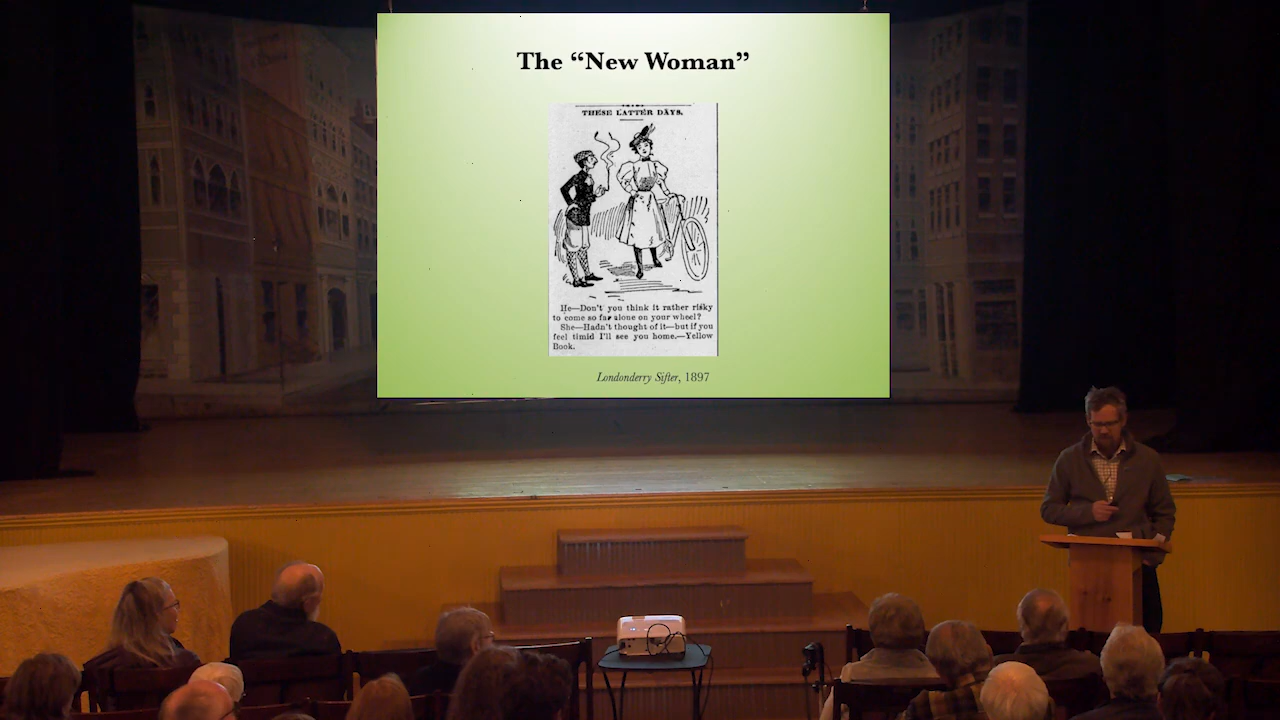 The “New Woman”
THESE LATTER DAYS.
He—Don't you think it rather risky
to come so far alone on your wheel?
She—Hadn't thought of it—but if you
feel timid I'll see you home.—Yellow
Book.
Londonderry Sifter, 1897